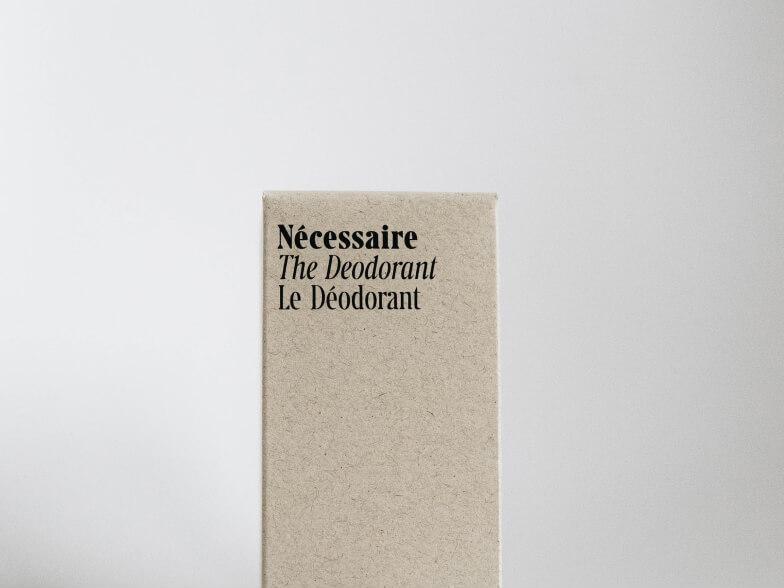 Nécessaire
The Deodorant
Le Déodorant